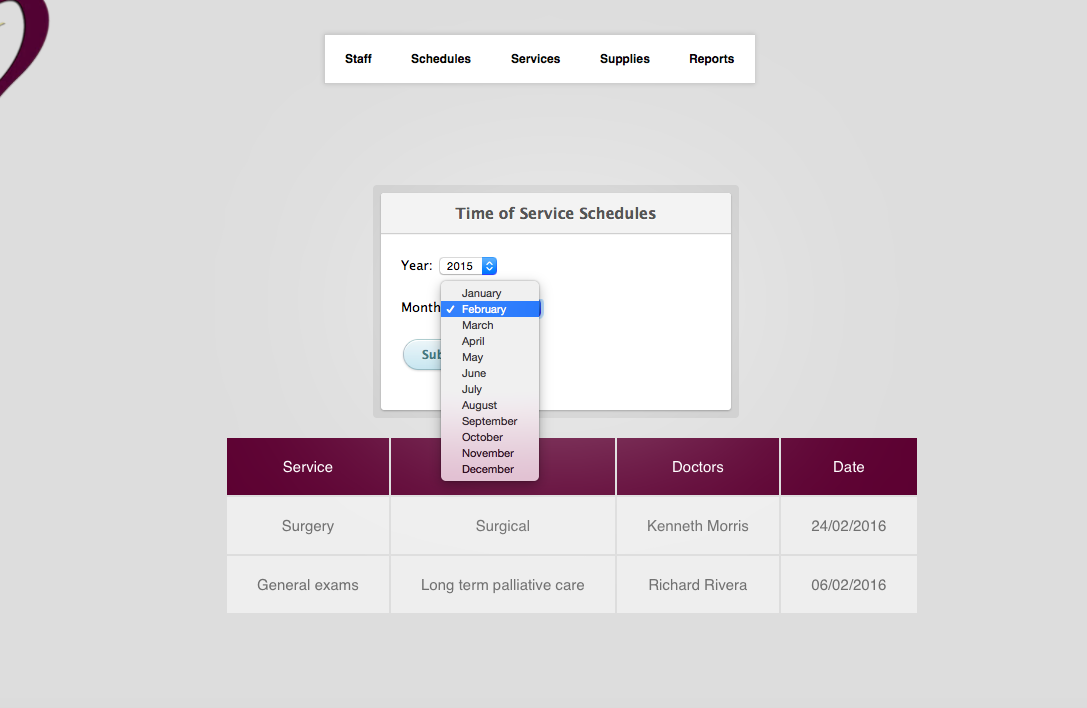 Staff Schedules Services Supplies Reports
Time of Service Schedules
Year: 2015
January
Month
February
March
April
Sub
May
June
July
August
September
October
November
December
Service Doctors Date
Surgery Surgical Kenneth Morris 24/02/2016
General exams Long term palliative care Richard Rivera 06/02/2016